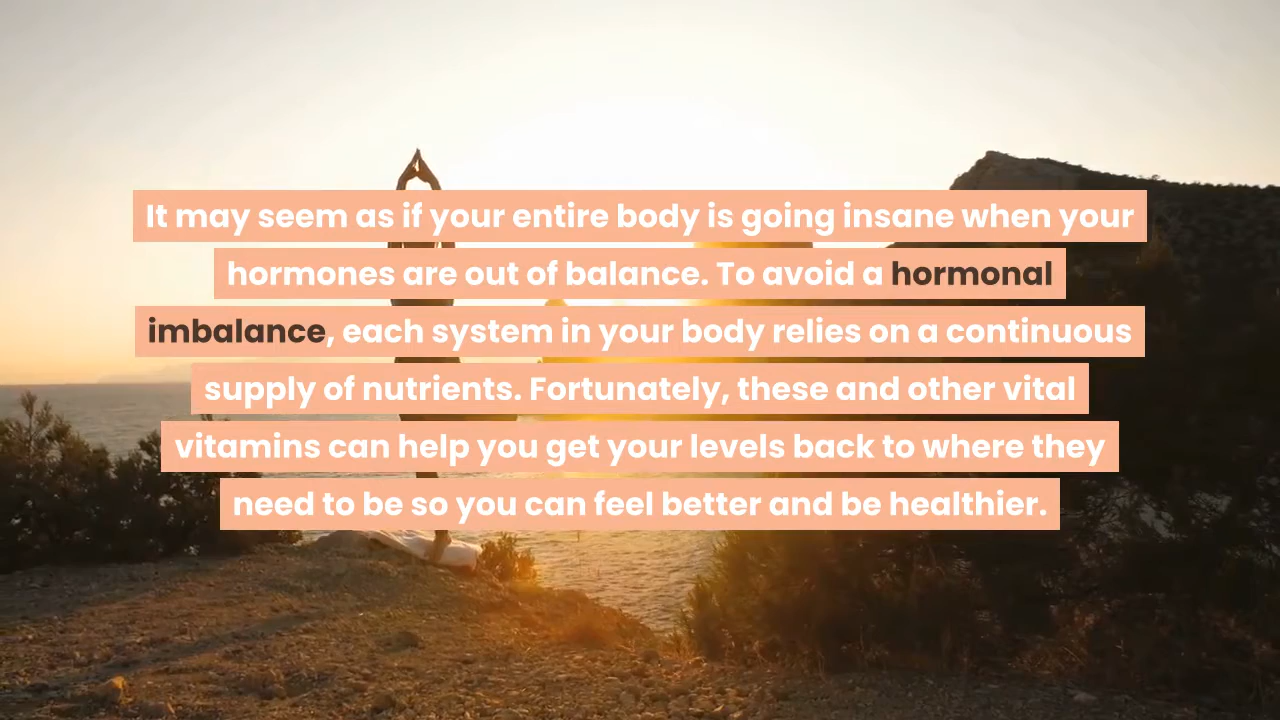 It may seem as if your entire body is going insane when your
hormones are out of balance. To avoid a hormonal
imbalance, each system in your body relies on a continuous
supply of nutrients. Fortunately, these and other vital
vitamins can help you get your levels back to where they
need to be so you can feel better and be healthier.